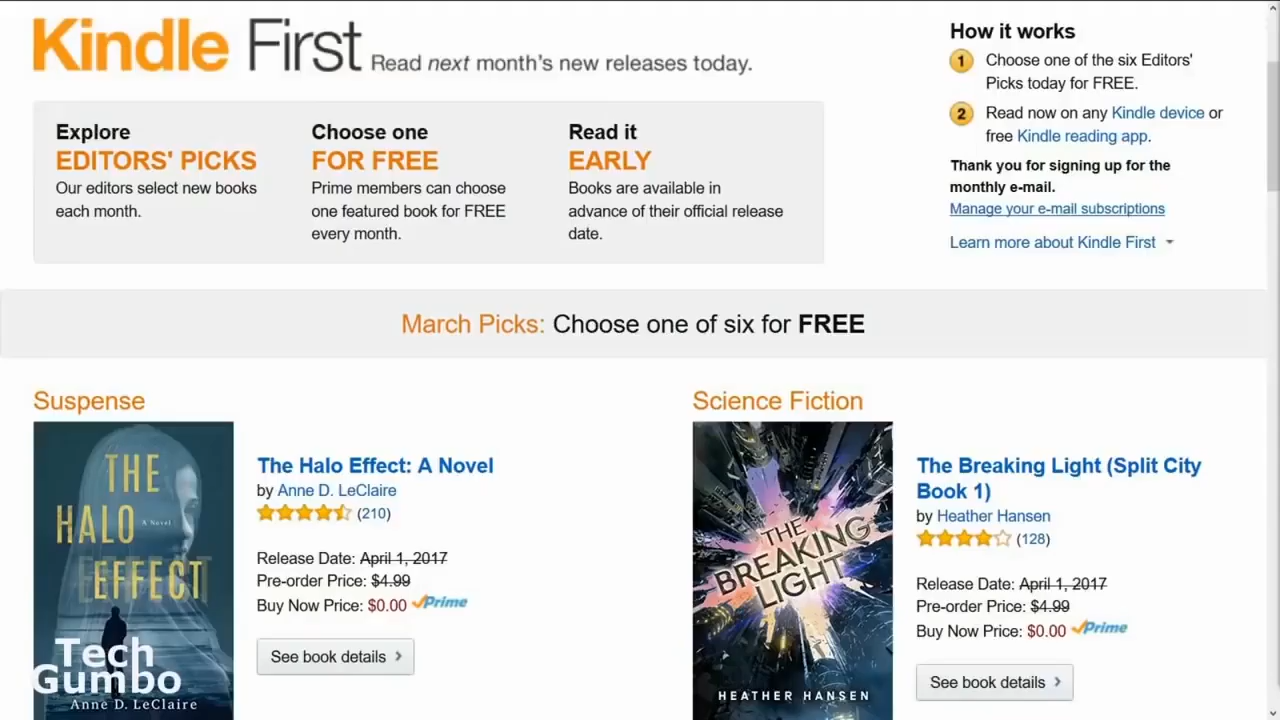 Kindle First Read next month's new releases today.
Explore
EDITORS' PICKS
Our editors select new books
each month.
Choose one
FOR FREE
Prime members can choose
one featured book for FREE
every month.
Read it
EARLY
Books are available in
advance of their official release
date.
How it works
1 Choose one of the six Editors'
Picks today for FREE.
2 Read now on any Kindle device or
free Kindle reading app.
Thank you for signing up for the
monthly e-mail.
Manage your e-mail subscriptions
Learn more about Kindle First
March Picks: Choose one of six for FREE
Suspense
THE
HALO
A Novel
EFFECT
Anne D. LeClaire
Tech
Gumbo
The Halo Effect: A Novel
by Anne D. LeClaire
(210)
Release Date: April 1, 2017
Pre-order Price: $4.99
Buy Now Price: $0.00 Prime
See book details
Science Fiction
THE
BREAKING
LIGHT
HEATHER HANSEN
The Breaking Light (Split City
Book 1)
by Heather Hansen
(128)
Release Date: April 1, 2017
Pre-order Price: $4.99
Buy Now Price: $0.00 Prime
See book details